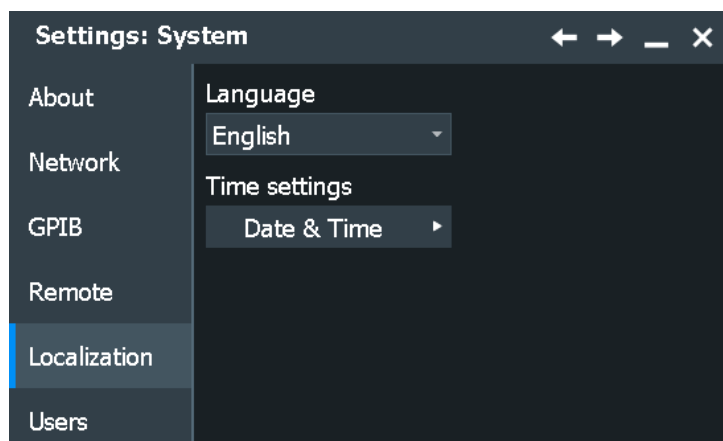 Settings: System
About
Network
GPIB
Remote
Localization
Users
Language
English
Time settings
Date & Time